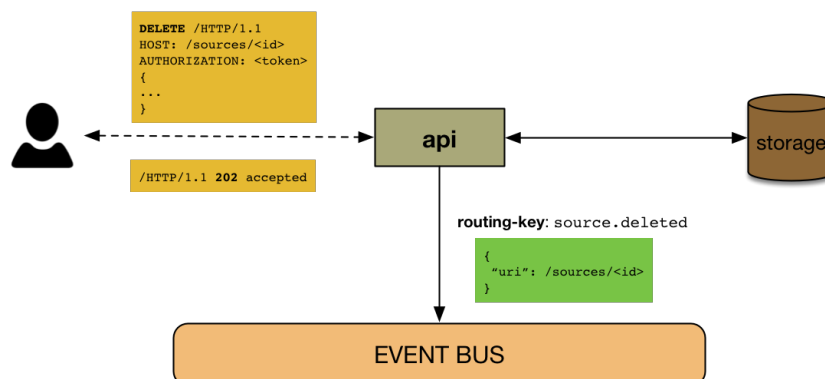 DELETE /HTTP/1.1
HOST: /sources/<id>
AUTHORIZATION: <token>
{
...
}
api
storage
/HTTP/1.1 202 accepted
routing-key: source.deleted
{
“uri”: /sources/<id>
}
EVENT BUS